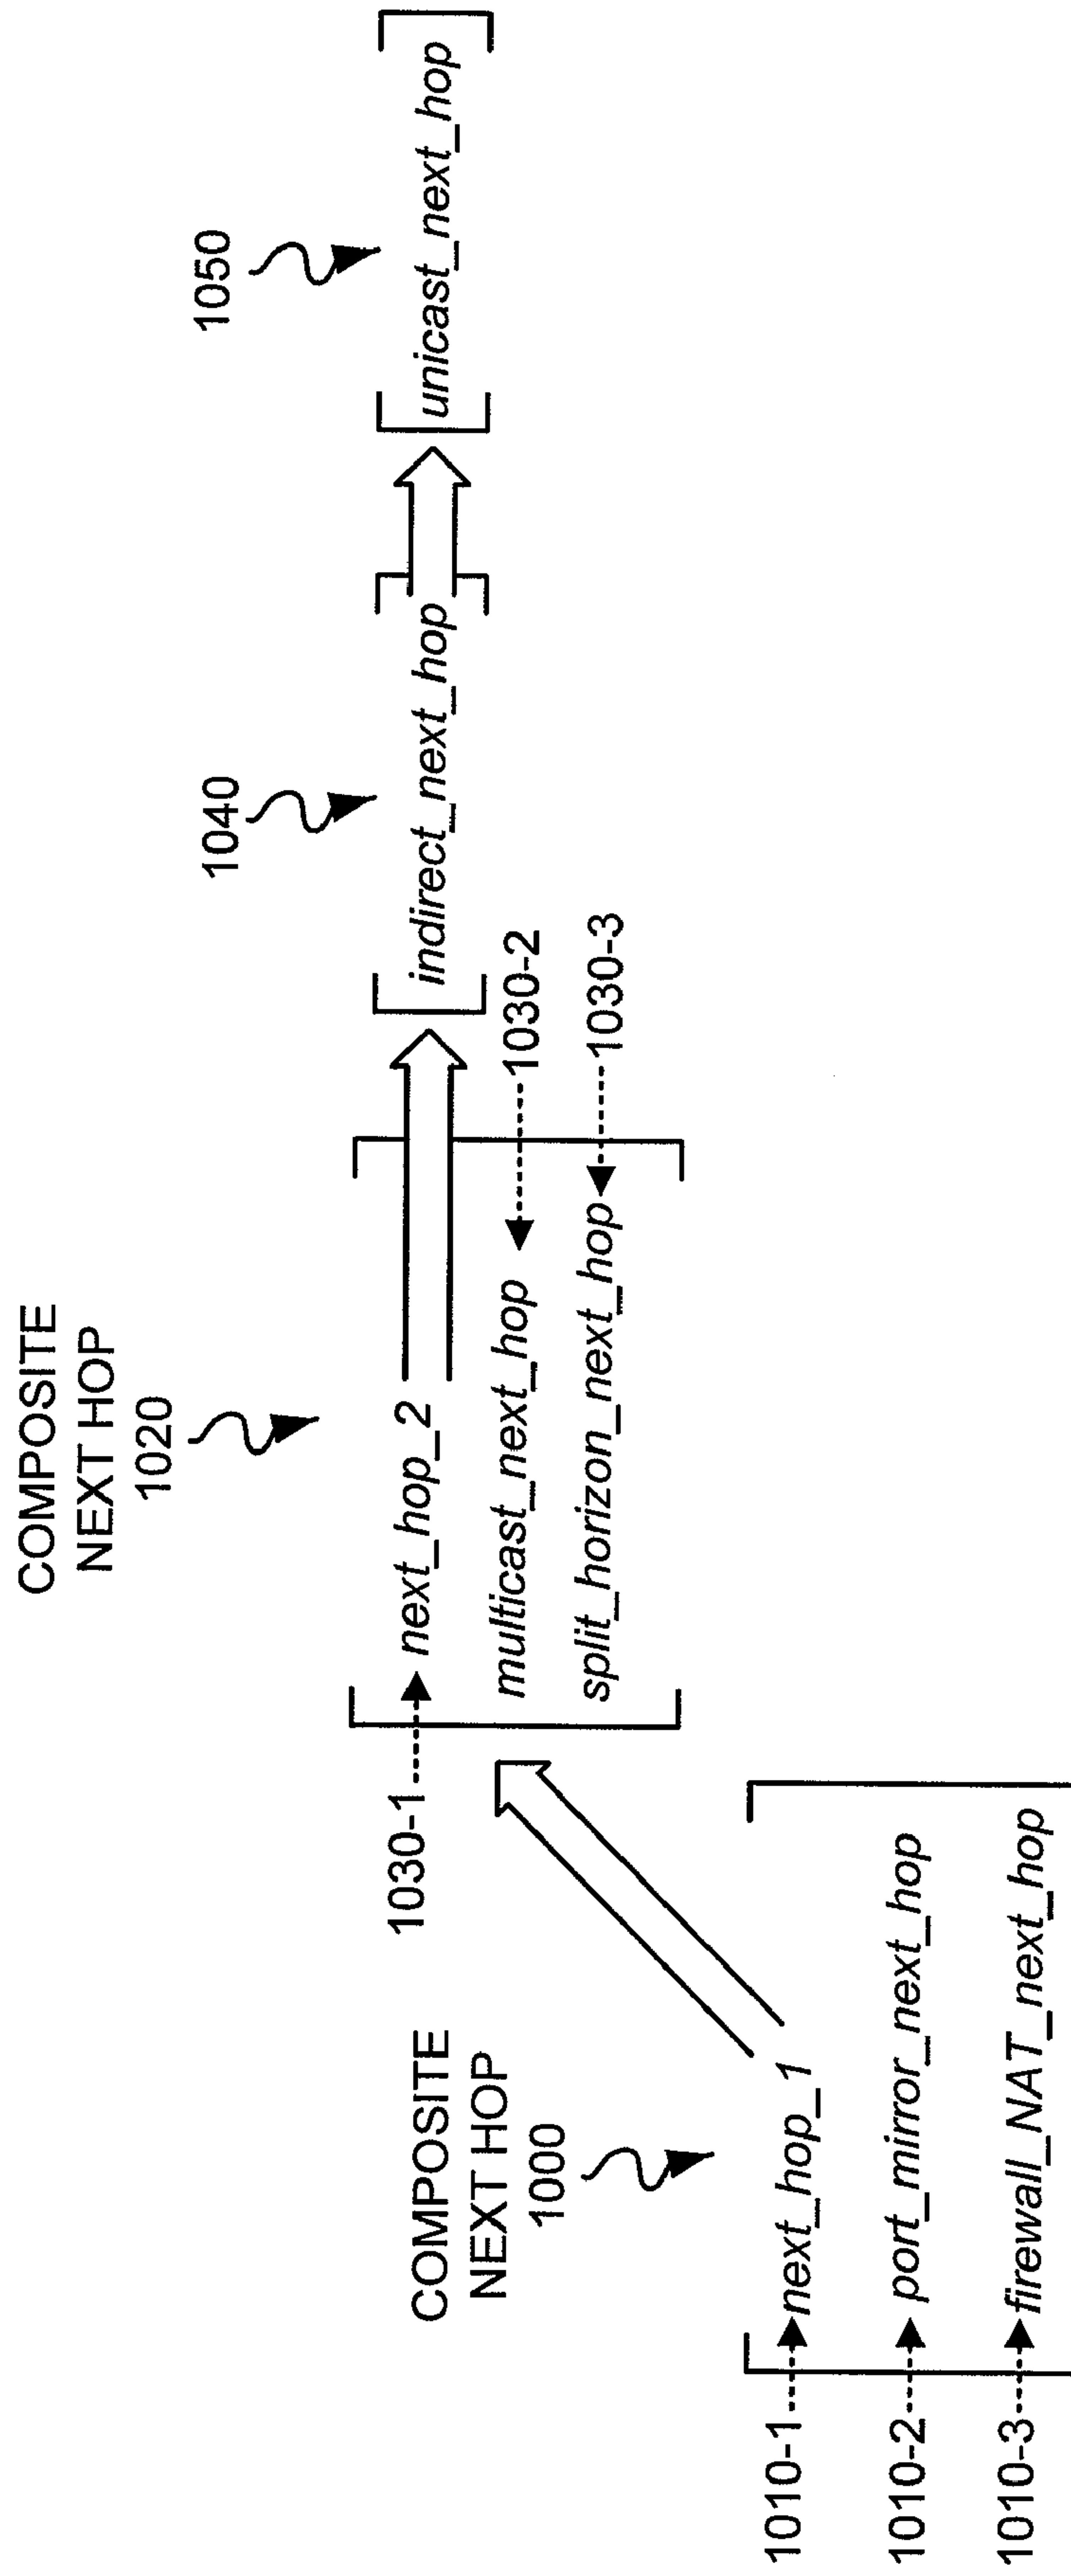 COMPOSITE
NEXT HOP
1000
1010-1
next_hop_1
1010-2
port_mirror_next_hop
1010-3
firewall_NAT_next_hop
COMPOSITE
NEXT HOP
1020
1030-1
next_hop_2
multicast_next_hop
1030-2
split_horizon_next_hop
1030-3
1040
indirect_next_hop
1050
unicast_next_hop